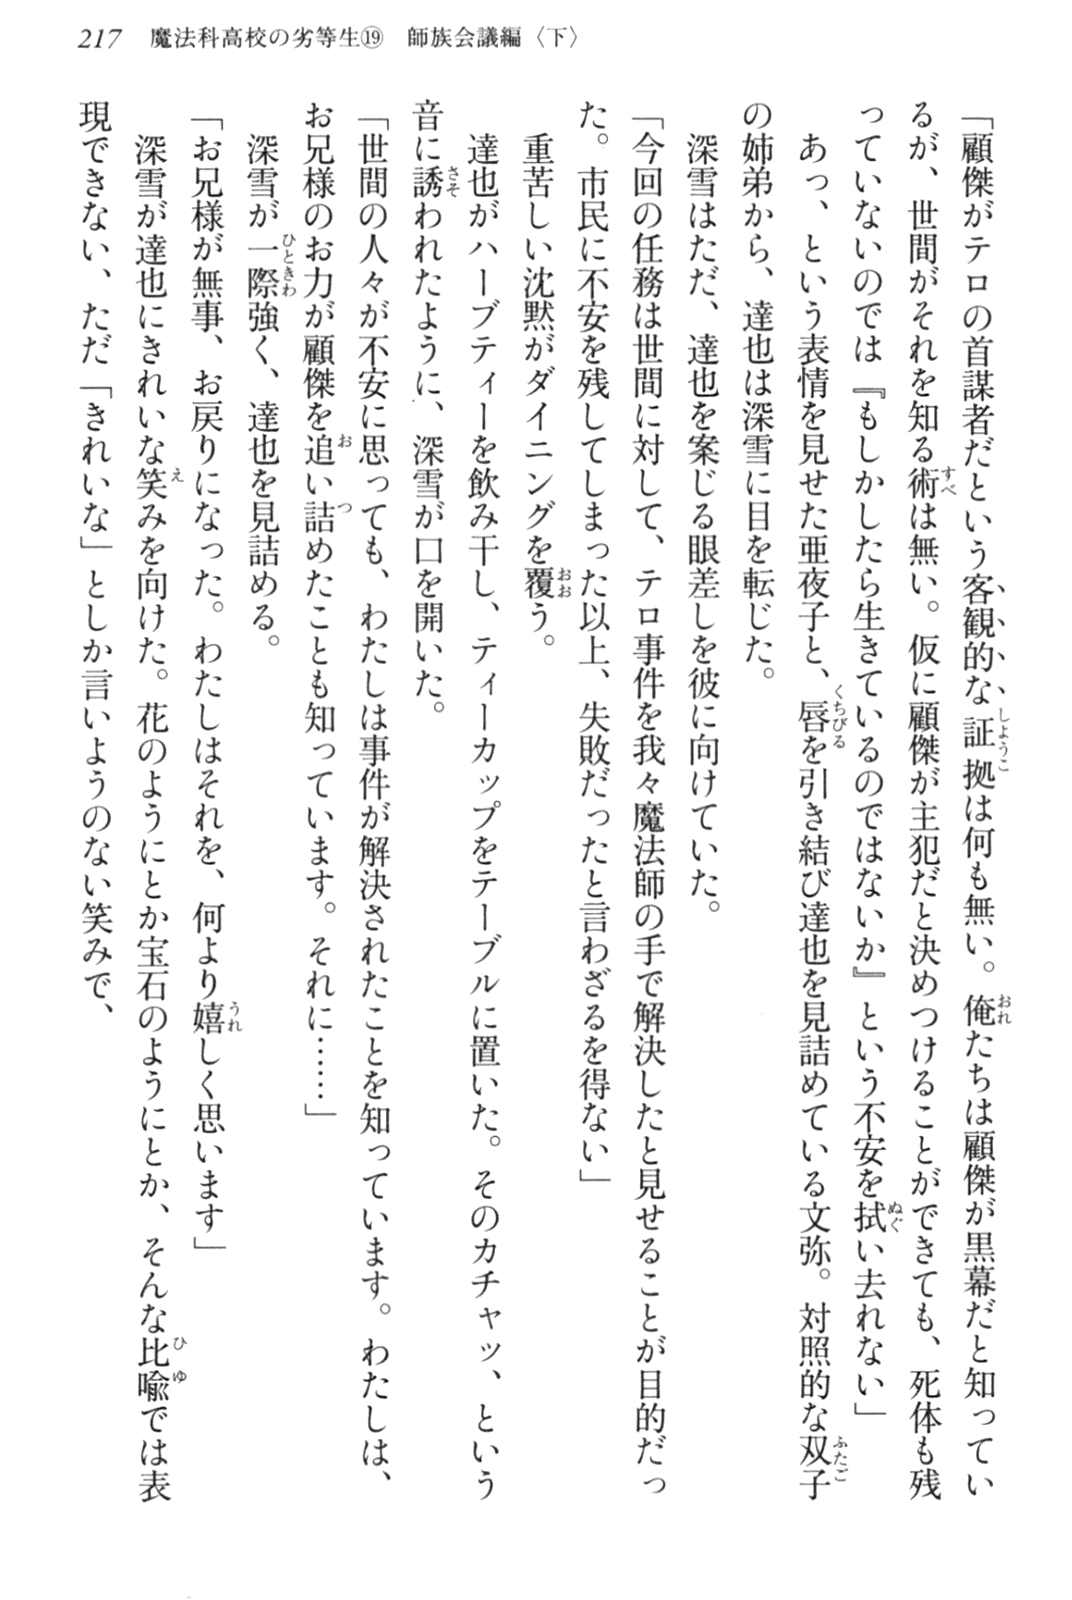 217　魔法科高校の劣等生⑲　師族会議編〈下〉
「顧傑がテロの首謀者だという客観的な証拠は何も無い。俺たちは顧傑が黒幕だと知ってい
るが、世間がそれを知る術は無い。仮に顧傑が主犯だと決めつけることができても、死体も残
っていないのでは『もしかしたら生きているのではないか』という不安を拭い去れない」
　あっ、という表情を見せた亜夜子と、唇を引き結び達也を見詰めている文弥。対照的な双子
の姉弟から、達也は深雪に目を転じた。
　深雪はただ、達也を案じる眼差しを彼に向けていた。
「今回の任務は世間に対して、テロ事件を我々魔法師の手で解決したと見せることが目的だっ
た。市民に不安を残してしまった以上、失敗だったと言わざるを得ない」
　重苦しい沈黙がダイニングを覆う。
　達也がハーブティーを飲み干し、ティーカップをテーブルに置いた。そのカチャッ、という
音に誘われたように、深雪が口を開いた。
「世間の人々が不安に思っても、わたしは事件が解決されたことを知っています。わたしは、
お兄様のお力が顧傑を追い詰めたことも知っています。それに……」
　深雪が一際強く、達也を見詰める。
「お兄様が無事、お戻りになった。わたしはそれを、何より嬉しく思います」
　深雪が達也にきれいな笑みを向けた。花のようにとか宝石のようにとか、そんな比喩では表
現できない、ただ「きれいな」としか言いようのない笑みで、